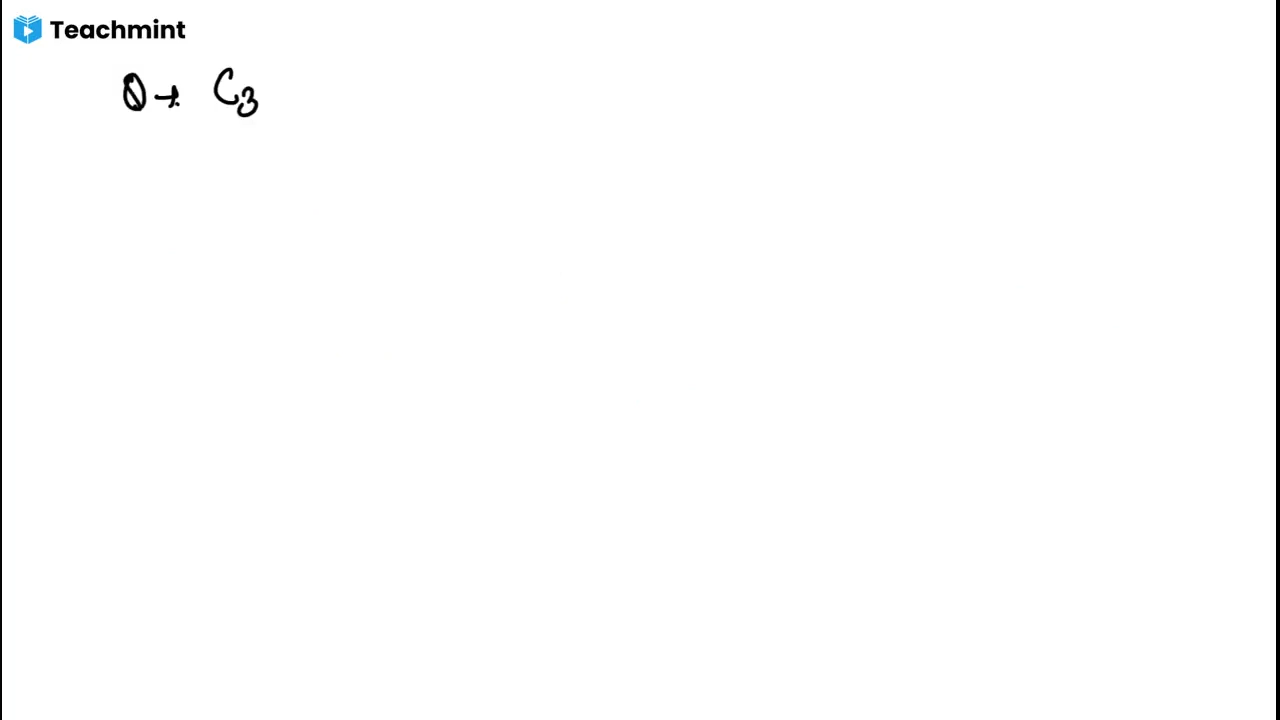 Teachmint
Q → C₃